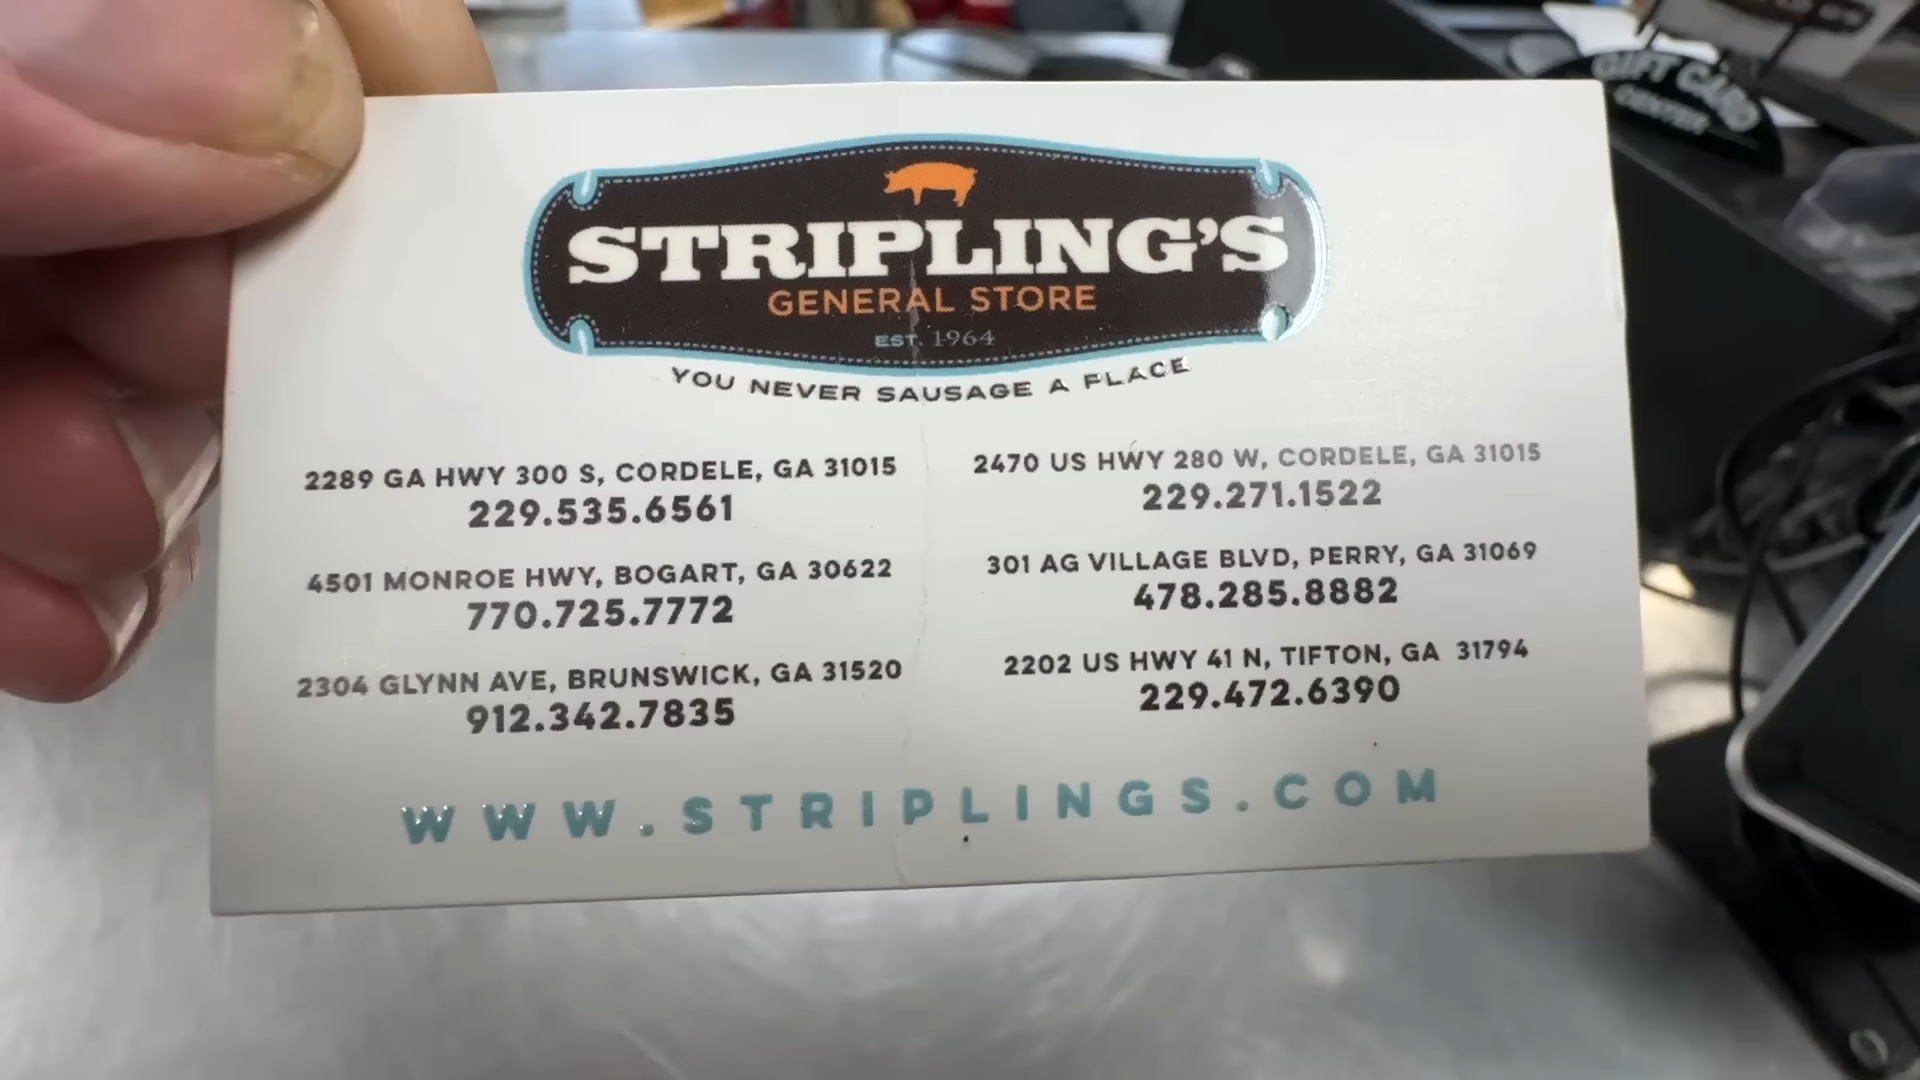 STRIPLING'S
GENERAL STORE
EST. 1964
YOU NEVER SAUSAGE A PLACE
2289 GA HWY 300 S, CORDELE, GA 31015
229.535.6561
4501 MONROE HWY, BOGART, GA 30622
770.725.7772
2304 GLYNN AVE, BRUNSWICK, GA 31520
912.342.7835
2470 US HWY 280 W, CORDELE, GA 31015
229.271.1522
301 AG VILLAGE BLVD, PERRY, GA 31069
478.285.8882
2202 US HWY 41 N, TIFTON, GA 31794
229.472.6390
WWW.STRIPLINGS.COM
GIFT CARD
CENTER